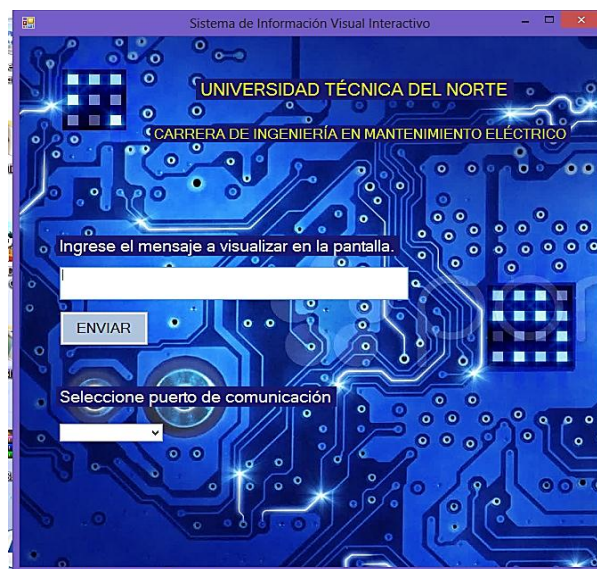 Sistema de Información Visual Interactivo
UNIVERSIDAD TÉCNICA DEL NORTE
CARRERA DE INGENIERÍA EN MANTENIMIENTO ELÉCTRICO
Ingrese el mensaje a visualizar en la pantalla.
ENVIAR
Seleccione puerto de comunicación